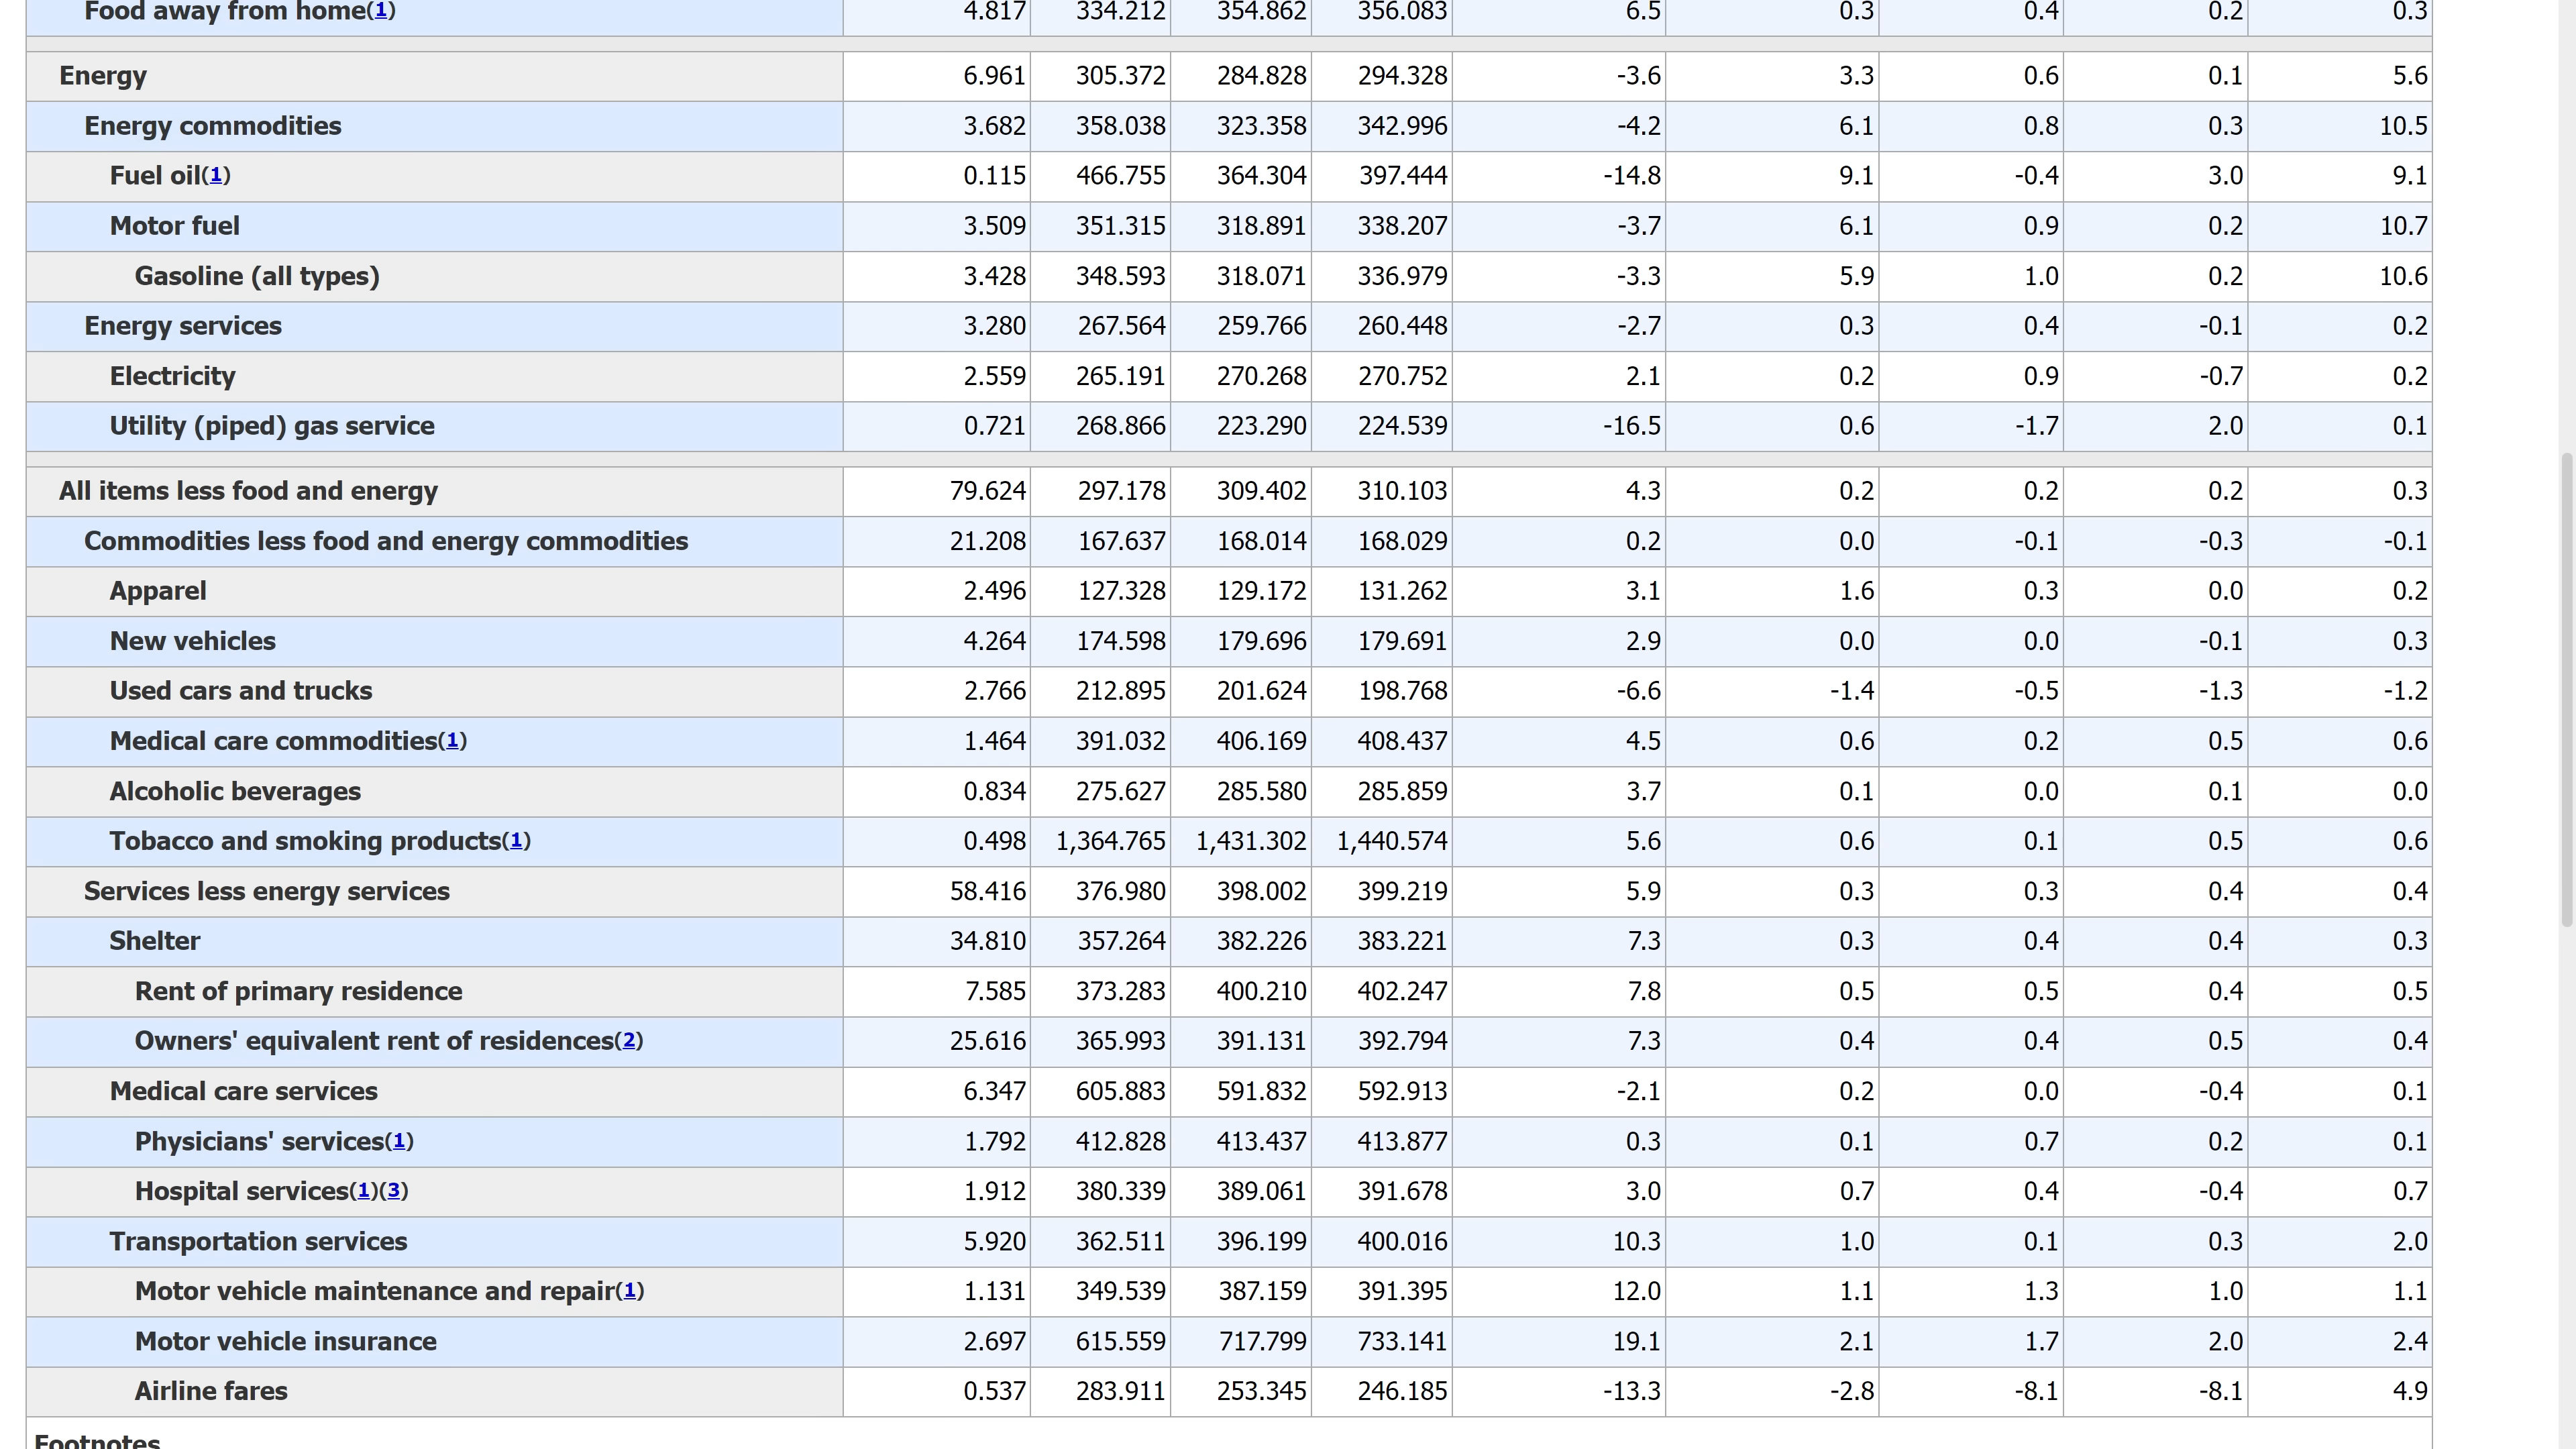 Food away from home(1) 4.817 334.212 354.862 356.083 6.5 0.3 0.4 0.2 0.3
Energy 6.961 305.372 284.828 294.328 -3.6 3.3 0.6 0.1 5.6
Energy commodities 3.682 358.038 323.358 342.996 -4.2 6.1 0.8 0.3 10.5
Fuel oil(1) 0.115 466.755 364.304 397.444 -14.8 9.1 -0.4 3.0 9.1
Motor fuel 3.509 351.315 318.891 338.207 -3.7 6.1 0.9 0.2 10.7
Gasoline (all types) 3.428 348.593 318.071 336.979 -3.3 5.9 1.0 0.2 10.6
Energy services 3.280 267.564 259.766 260.448 -2.7 0.3 0.4 -0.1 0.2
Electricity 2.559 265.191 270.268 270.752 2.1 0.2 0.9 -0.7 0.2
Utility (piped) gas service 0.721 268.866 223.290 224.539 -16.5 0.6 -1.7 2.0 0.1
All items less food and energy 79.624 297.178 309.402 310.103 4.3 0.2 0.2 0.2 0.3
Commodities less food and energy commodities 21.208 167.637 168.014 168.029 0.2 0.0 -0.1 -0.3 -0.1
Apparel 2.496 127.328 129.172 131.262 3.1 1.6 0.3 0.0 0.2
New vehicles 4.264 174.598 179.696 179.691 2.9 0.0 0.0 -0.1 0.3
Used cars and trucks 2.766 212.895 201.624 198.768 -6.6 -1.4 -0.5 -1.3 -1.2
Medical care commodities(1) 1.464 391.032 406.169 408.437 4.5 0.6 0.2 0.5 0.6
Alcoholic beverages 0.834 275.627 285.580 285.859 3.7 0.1 0.0 0.1 0.0
Tobacco and smoking products(1) 0.498 1,364.765 1,431.302 1,440.574 5.6 0.6 0.1 0.5 0.6
Services less energy services 58.416 376.980 398.002 399.219 5.9 0.3 0.3 0.4 0.4
Shelter 34.810 357.264 382.226 383.221 7.3 0.3 0.4 0.4 0.3
Rent of primary residence 7.585 373.283 400.210 402.247 7.8 0.5 0.5 0.4 0.5
Owners' equivalent rent of residences(2) 25.616 365.993 391.131 392.794 7.3 0.4 0.4 0.5 0.4
Medical care services 6.347 605.883 591.832 592.913 -2.1 0.2 0.0 -0.4 0.1
Physicians' services(1) 1.792 412.828 413.437 413.877 0.3 0.1 0.7 0.2 0.1
Hospital services(1)(3) 1.912 380.339 389.061 391.678 3.0 0.7 0.4 -0.4 0.7
Transportation services 5.920 362.511 396.199 400.016 10.3 1.0 0.1 0.3 2.0
Motor vehicle maintenance and repair(1) 1.131 349.539 387.159 391.395 12.0 1.1 1.3 1.0 1.1
Motor vehicle insurance 2.697 615.559 717.799 733.141 19.1 2.1 1.7 2.0 2.4
Airline fares 0.537 283.911 253.345 246.185 -13.3 -2.8 -8.1 -8.1 4.9
Footnotes